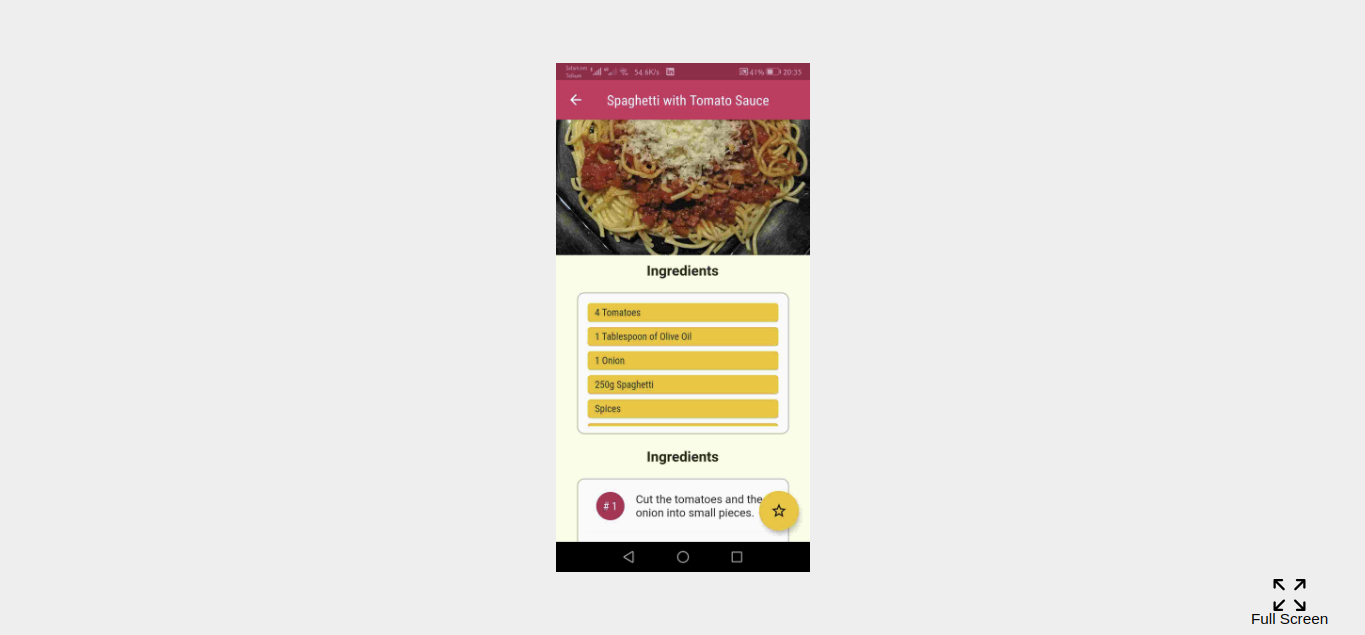 54.6K/s 41% 20:35
Spaghetti with Tomato Sauce
Ingredients
4 Tomatoes
1 Tablespoon of Olive Oil
1 Onion
250g Spaghetti
Spices
Ingredients
# 1
Cut the tomatoes and the
onion into small pieces.
Full Screen